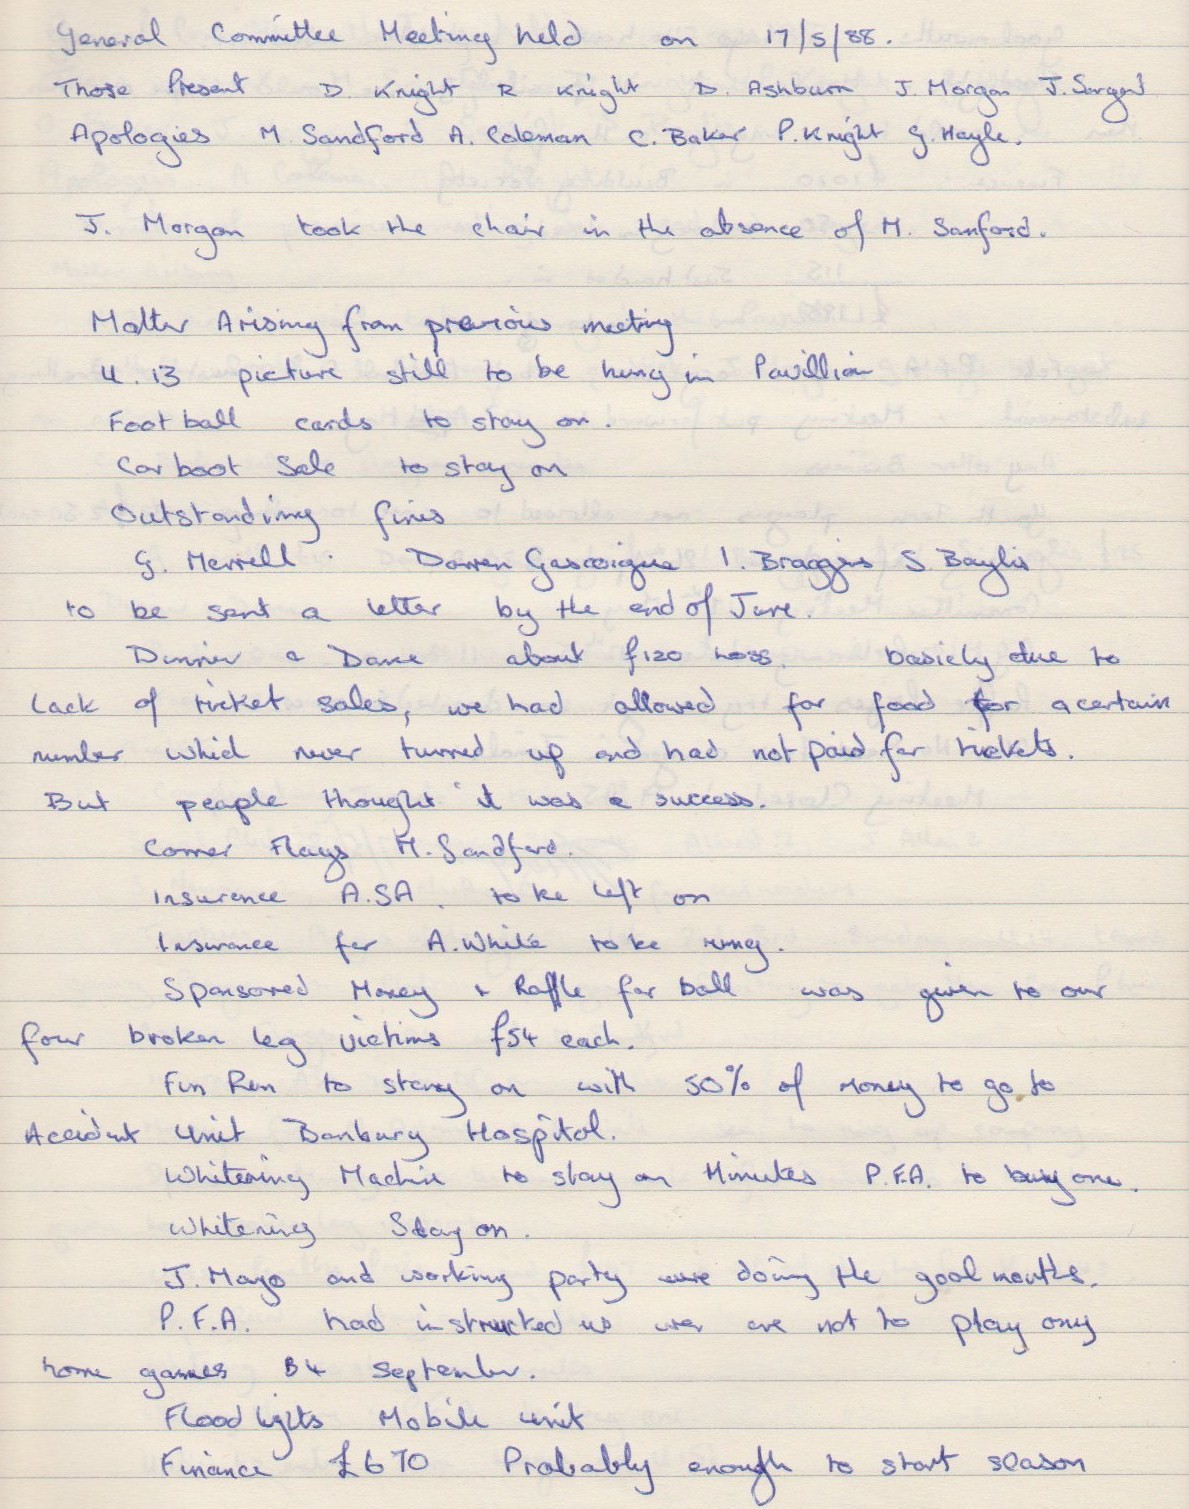 General Committee Meeting held on 17/5/88.
Those Present D. Knight R Knight D. Ashburn J. Morgan J. Sargent
Apologies M. Sandford A. Coleman C. Baker P. Knight G. Hayle.
J. Morgan took the chair in the absence of M. Sanford.
Matter Arising from previous meeting
4.13 picture still to be hung in Pavillion
Football cards to stay on.
Car boot Sale to stay on
Outstanding fines
G. Merrell. Darren Gascoigne I. Braggins S. Baylis
to be sent a letter by the end of June.
Dinner & Dance about £120 Loss. basicly due to
Lack of ticket sales, we had allowed for food for a certain
number which never turned up and had not paid for tickets.
But people thought it was a success.
Corner Flags M. Sandford.
Insurence A.SA. to be left on
Insurance for A. White to be rung.
Sponsored Money + Raffle for ball was given to our
four broken leg victims £54 each.
Fun Run to stay on with 50% of money to go to
Accident Unit Banbury Hospital.
Whitening Machine to stay on Minutes P.F.A. to buy one.
Whitening Stay on.
J. Mayo and working party are doing the goal mouths.
P.F.A. had instructed us are not to play any
home games B4 September.
Flood lights Mobile unit
Finance £670 Probably enough to start season